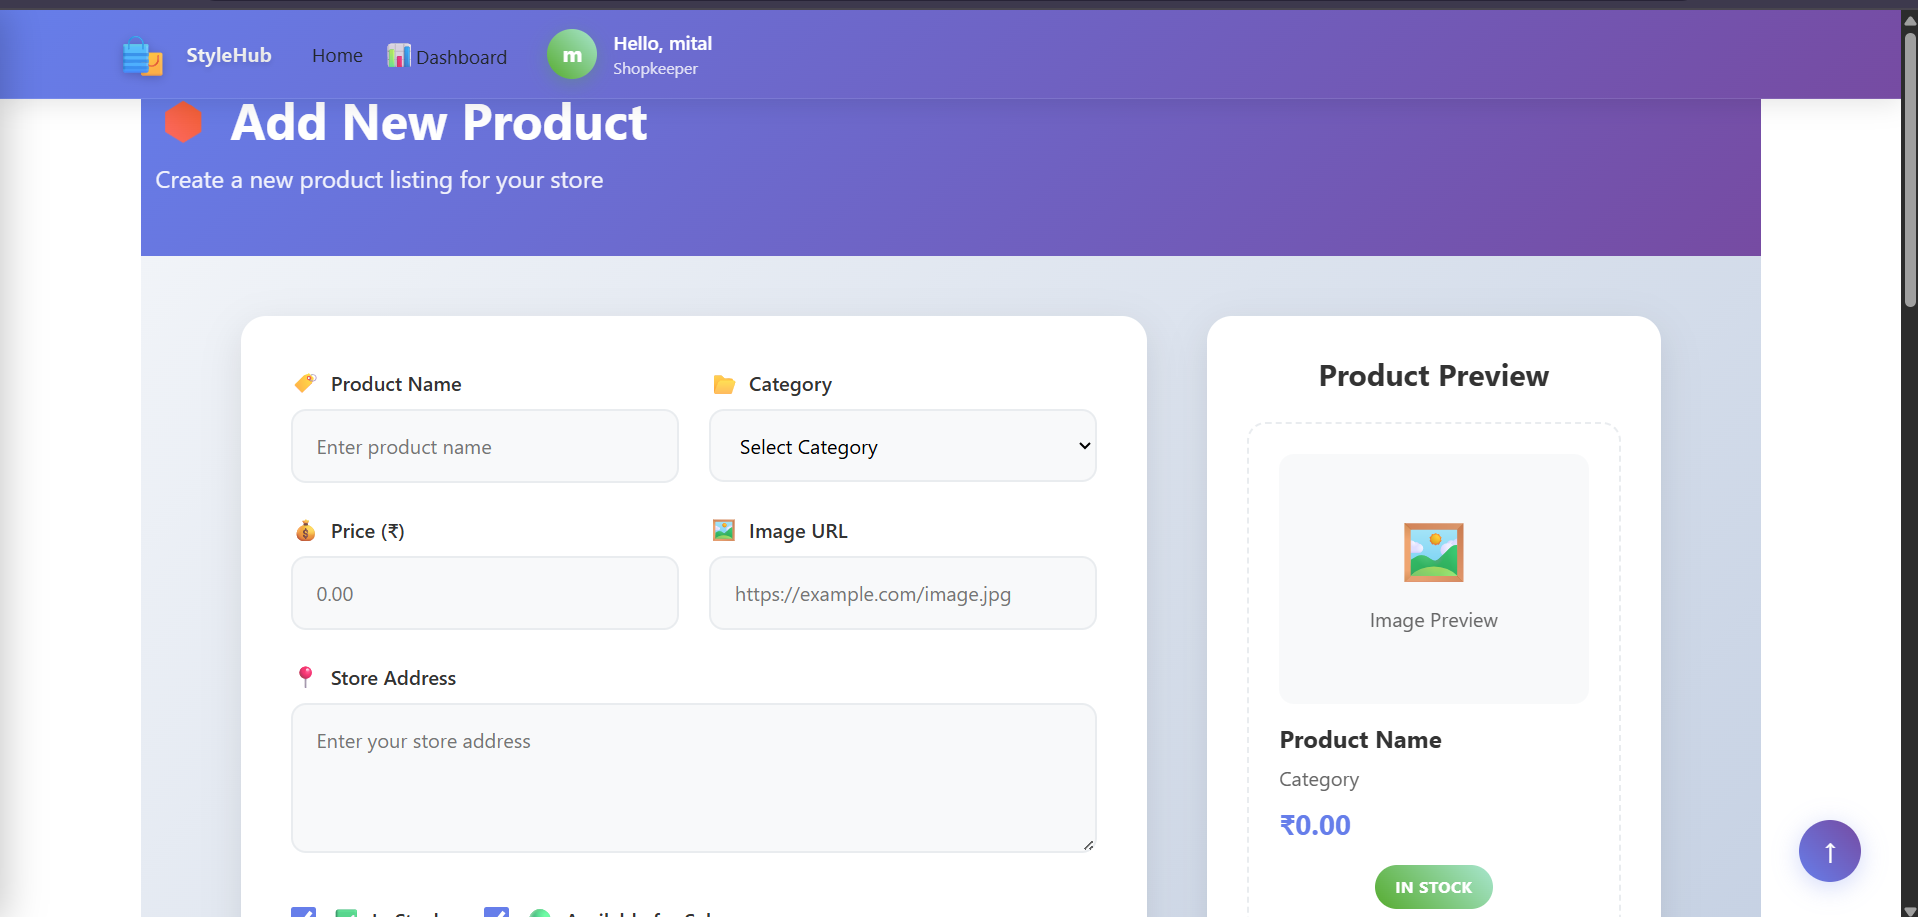 StyleHub
Home
Dashboard
m
Hello, mital
Shopkeeper
Add New Product
Create a new product listing for your store
Product Name
Category
Enter product name
Select Category
Price (₹)
Image URL
0.00
https://example.com/image.jpg
Store Address
Enter your store address
Product Preview
Image Preview
Product Name
Category
₹0.00
IN STOCK
↑